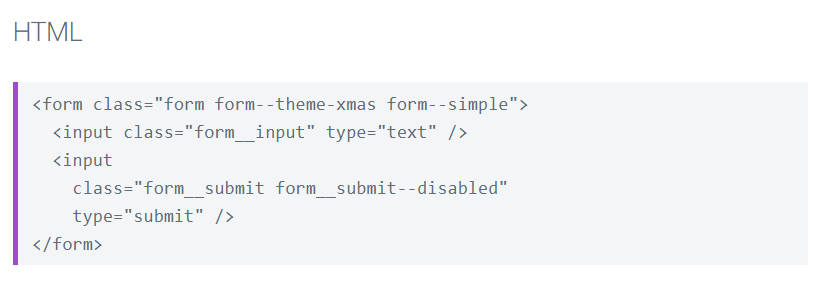 HTML
<form class="form form--theme-xmas form--simple">
  <input class="form__input" type="text" />
  <input
    class="form__submit form__submit--disabled"
    type="submit" />
</form>